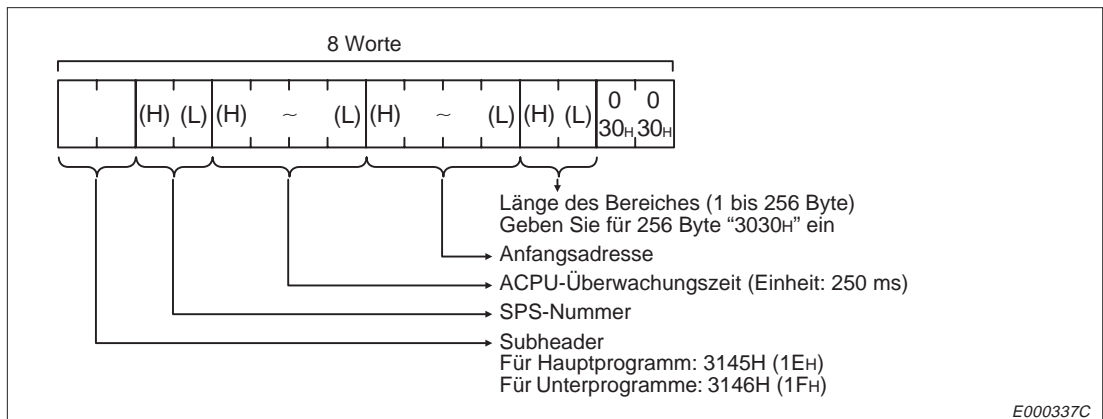 8 Worte
(H) (L) (H) ~ (L) (H) ~ (L) (H) (L) 0 0
30H 30H
Länge des Bereiches (1 bis 256 Byte)
Geben Sie für 256 Byte “3030H” ein
Anfangsadresse
ACPU-Überwachungszeit (Einheit: 250 ms)
SPS-Nummer
Subheader
Für Hauptprogramm: 3145H (1EH)
Für Unterprogramme: 3146H (1FH)
E000337C